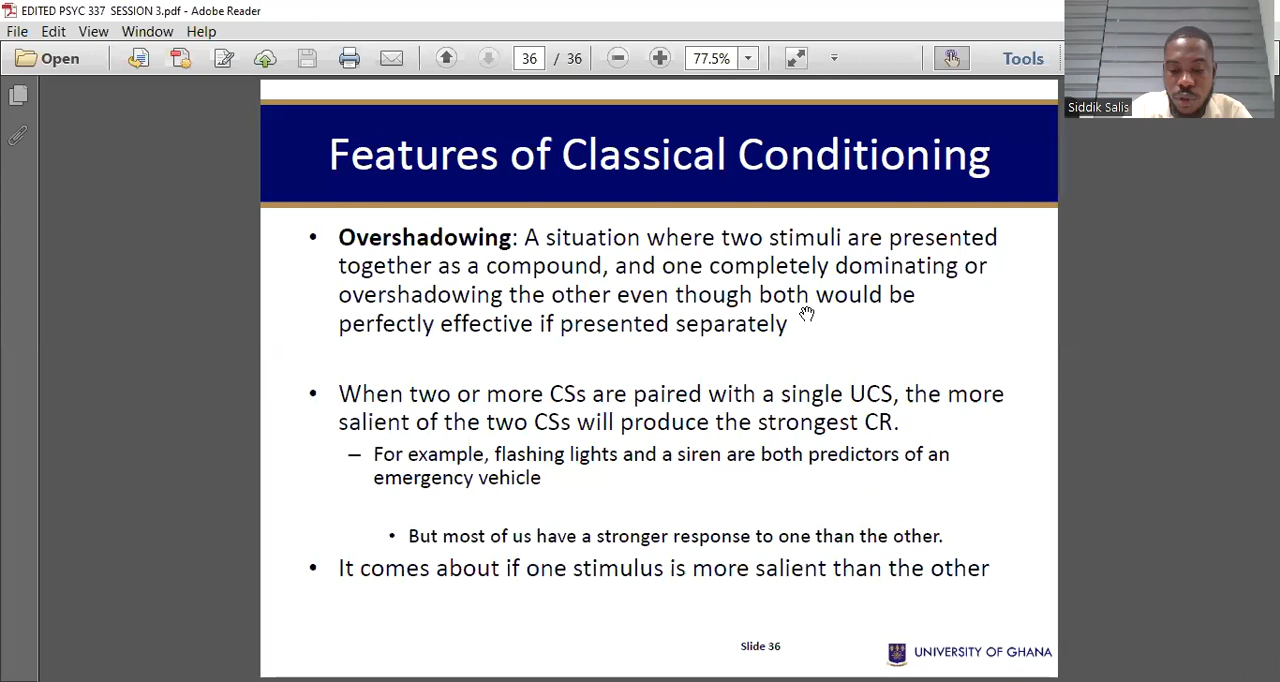 EDITED PSYC 337 SESSION 3.pdf - Adobe Reader
File Edit View Window Help
Open 36 / 36 77.5% Tools
Siddik Salis
Features of Classical Conditioning
• Overshadowing: A situation where two stimuli are presented
together as a compound, and one completely dominating or
overshadowing the other even though both would be
perfectly effective if presented separately
• When two or more CSs are paired with a single UCS, the more
salient of the two CSs will produce the strongest CR.
– For example, flashing lights and a siren are both predictors of an
emergency vehicle
• But most of us have a stronger response to one than the other.
• It comes about if one stimulus is more salient than the other
Slide 36
UNIVERSITY OF GHANA